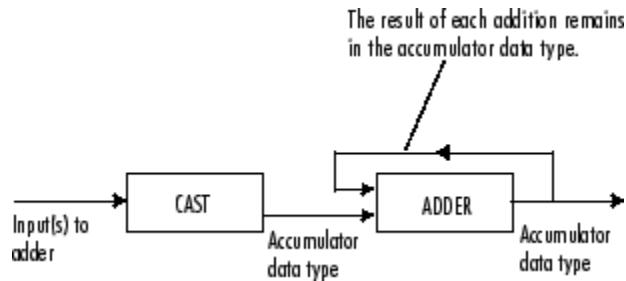 The result of each addition remains
in the accumulator data type.
CAST
ADDER
Input(s) to
adder
Accumulator
data type
Accumulator
data type